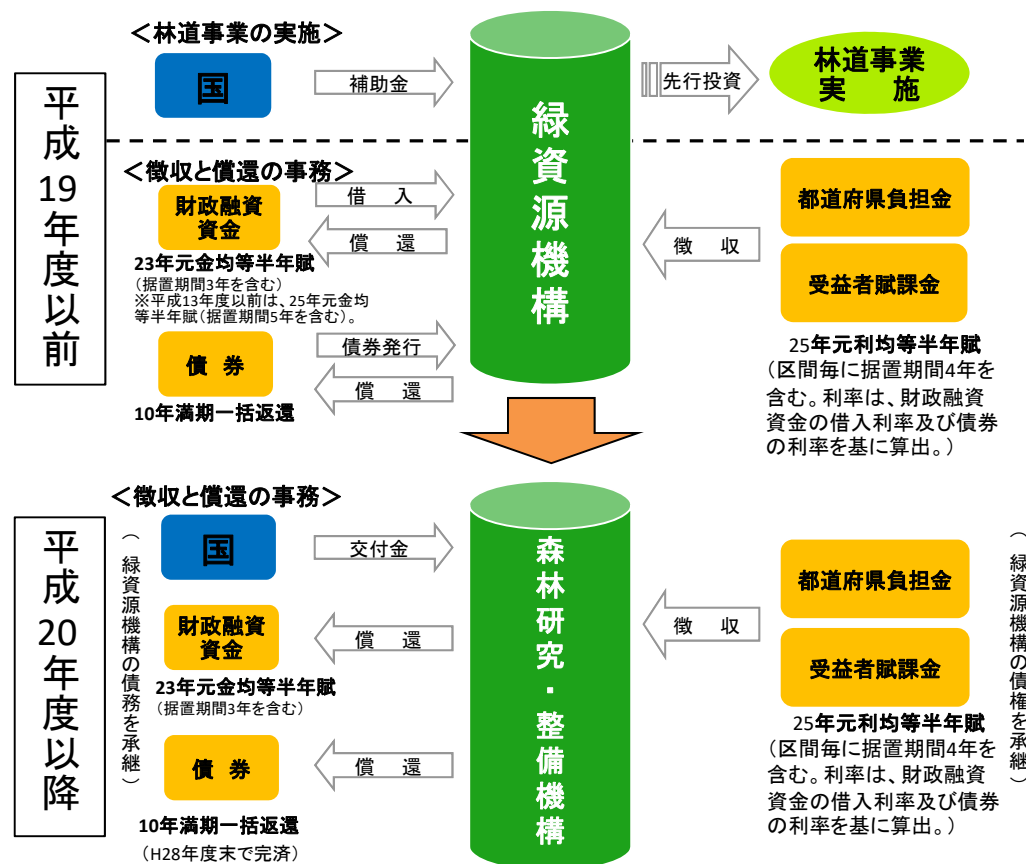 平成19年度以前
＜林道事業の実施＞
国
補助金
緑資源機構
先行投資
林道事業
実　施
＜徴収と償還の事務＞
財政融資
資金
借　入
償　還
23年元金均等半年賦
（据置期間3年を含む）
※平成13年度以前は、25年元金均
等半年賦（据置期間5年を含む）。
債　券
債券発行
償　還
10年満期一括返還
徴　収
都道府県負担金
受益者賦課金
25年元利均等半年賦
（区間毎に据置期間4年を
含む。利率は、財政融資
資金の借入利率及び債券
の利率を基に算出。）
平成20年度以降
＜徴収と償還の事務＞
（緑資源機構の債務を承継）
国
交付金
森林研究・整備機構
財政融資
資金
償　還
23年元金均等半年賦
（据置期間3年を含む）
債　券
償　還
10年満期一括返還
（H28年度末で完済）
徴　収
都道府県負担金
受益者賦課金
25年元利均等半年賦
（区間毎に据置期間4年を
含む。利率は、財政融資
資金の借入利率及び債券
の利率を基に算出。）
（緑資源機構の債権を承継）